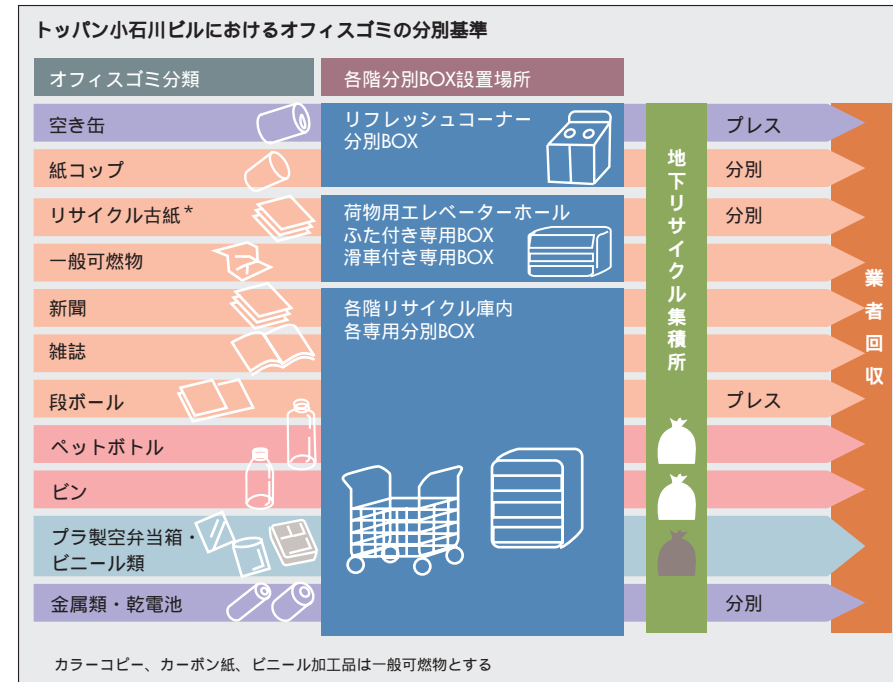 トッパン小石川ビルにおけるオフィスゴミの分別基準
オフィスゴミ分類
各階分別BOX設置場所
空き缶
紙コップ
リサイクル古紙*
一般可燃物
新聞
雑誌
段ボール
ペットボトル
ビン
プラ製空弁当箱・
ビニール類
金属類・乾電池
リフレッシュコーナー
分別BOX
荷物用エレベーターホール
ふた付き専用BOX
滑車付き専用BOX
各階リサイクル庫内
各専用分別BOX
地下リサイクル集積所
プレス
分別
分別
プレス
分別
業者回収
カラーコピー、カーボン紙、ビニール加工品は一般可燃物とする